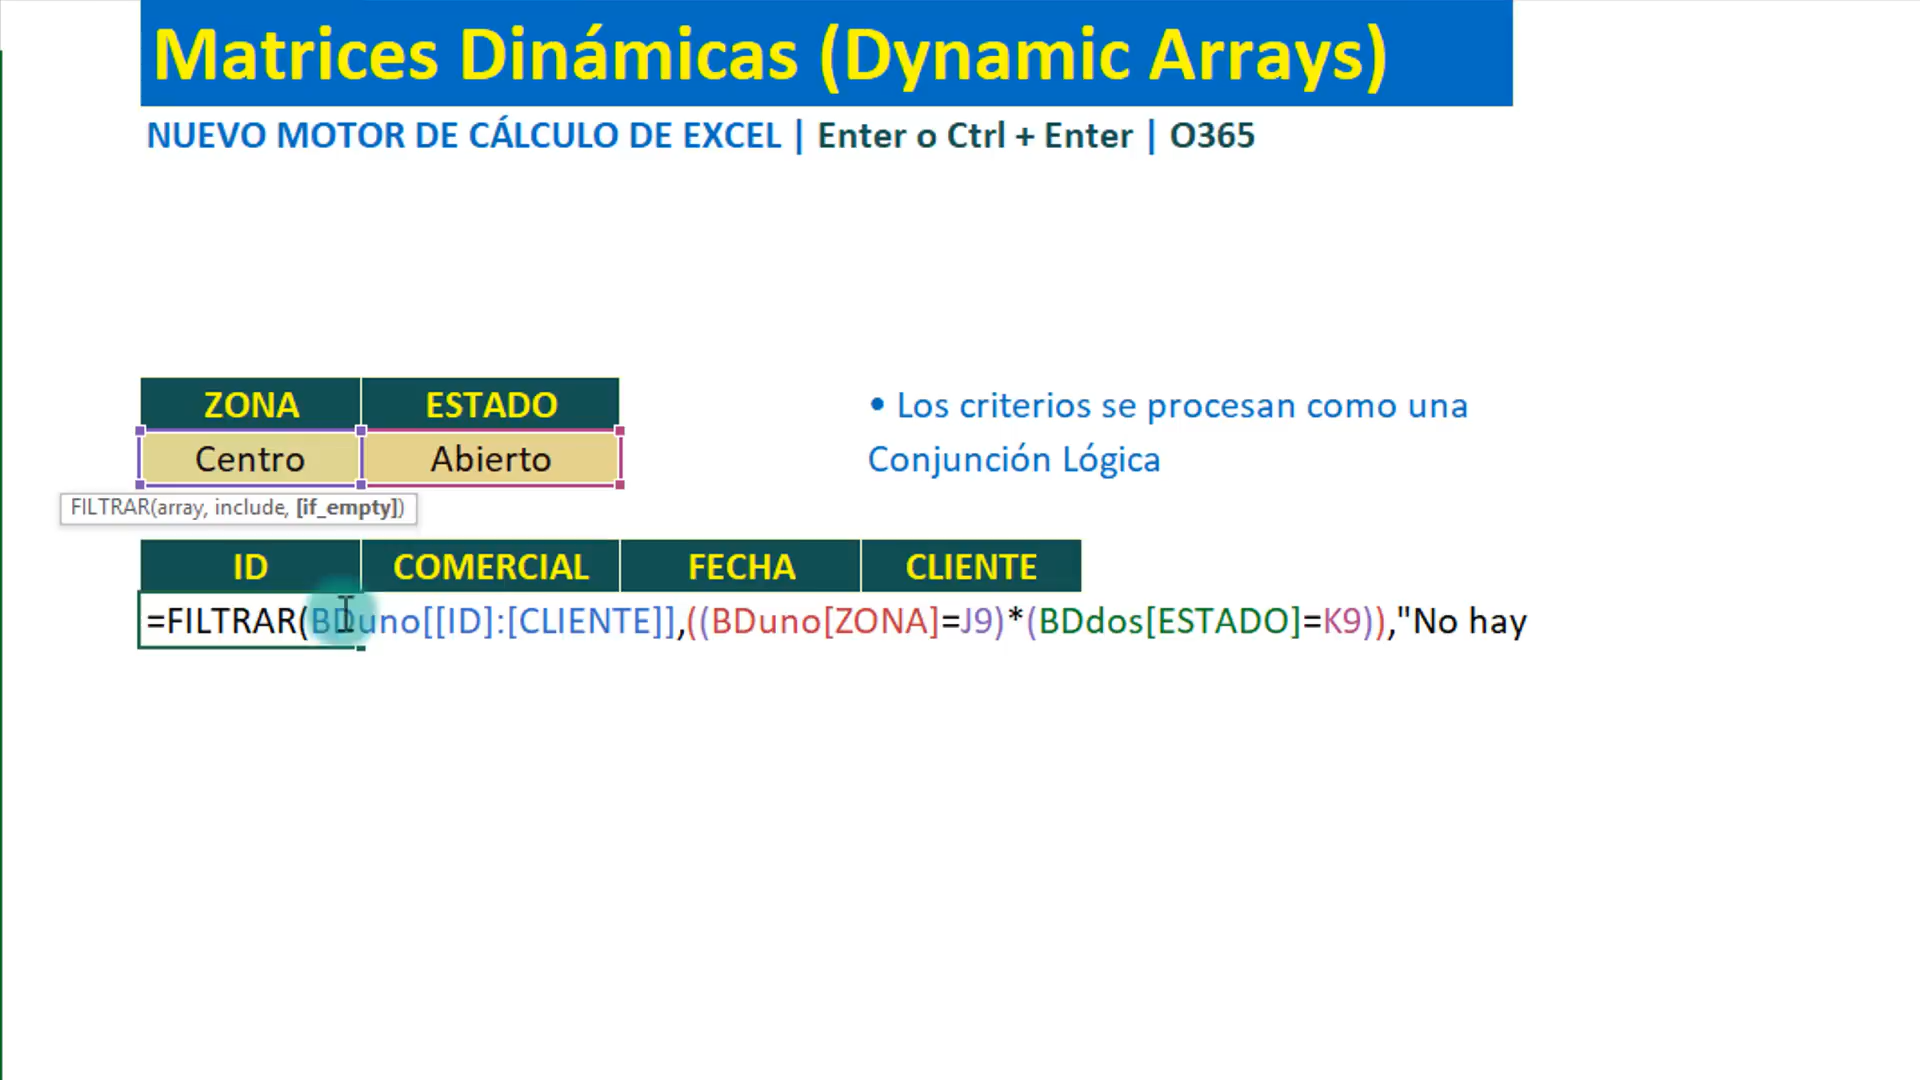 Matrices Dinámicas (Dynamic Arrays)
NUEVO MOTOR DE CÁLCULO DE EXCEL | Enter o Ctrl + Enter | O365
ZONA ESTADO
Centro Abierto
• Los criterios se procesan como una
Conjunción Lógica
FILTRAR(array, include, [if_empty])
ID COMERCIAL FECHA CLIENTE
=FILTRAR(BDuno[[ID]:[CLIENTE]],((BDuno[ZONA]=J9)*(BDdos[ESTADO]=K9)),"No hay